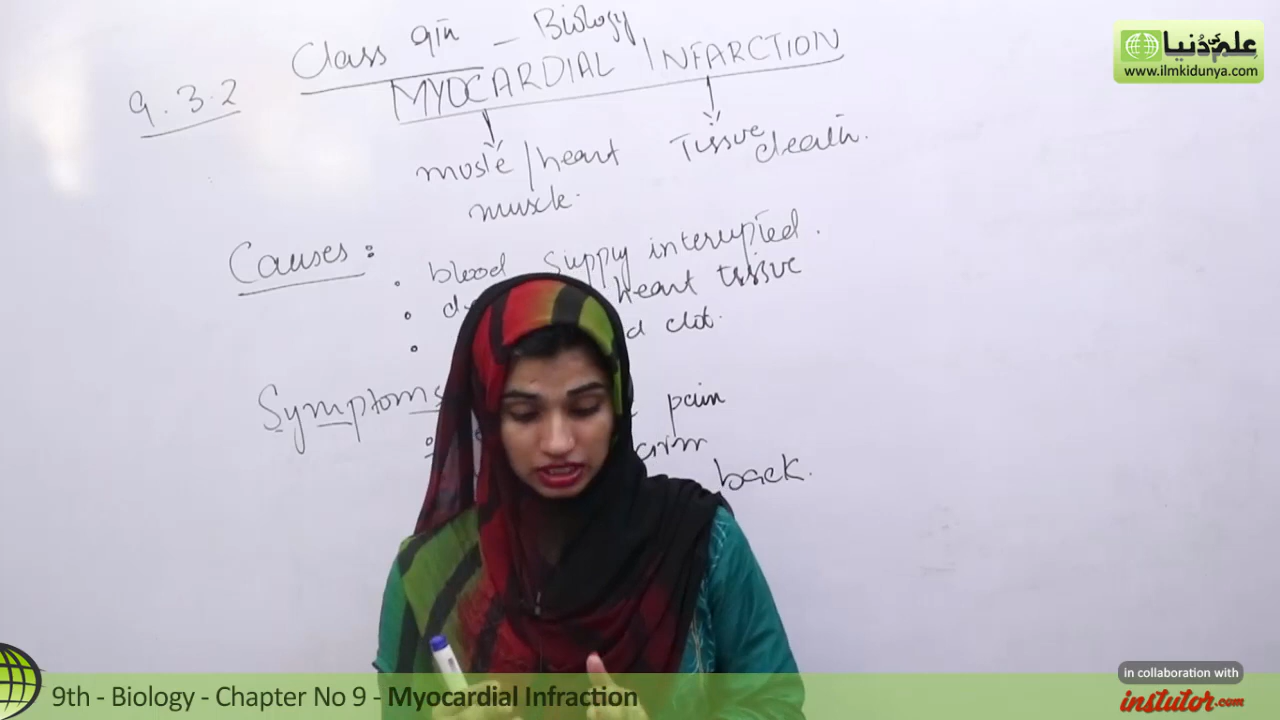 Class 9th - Biology
9.3.2 MYOCARDIAL INFARCTION
muscle/heart muscle.
Tissue death.
Causes:
• blood supply interupted.
• heart tissue
• clot.
Symptoms
• pain
arm
back.
علم کی دُنیا
www.ilmkidunya.com
9th - Biology - Chapter No 9 - Myocardial Infraction
in collaboration with
instutor.com